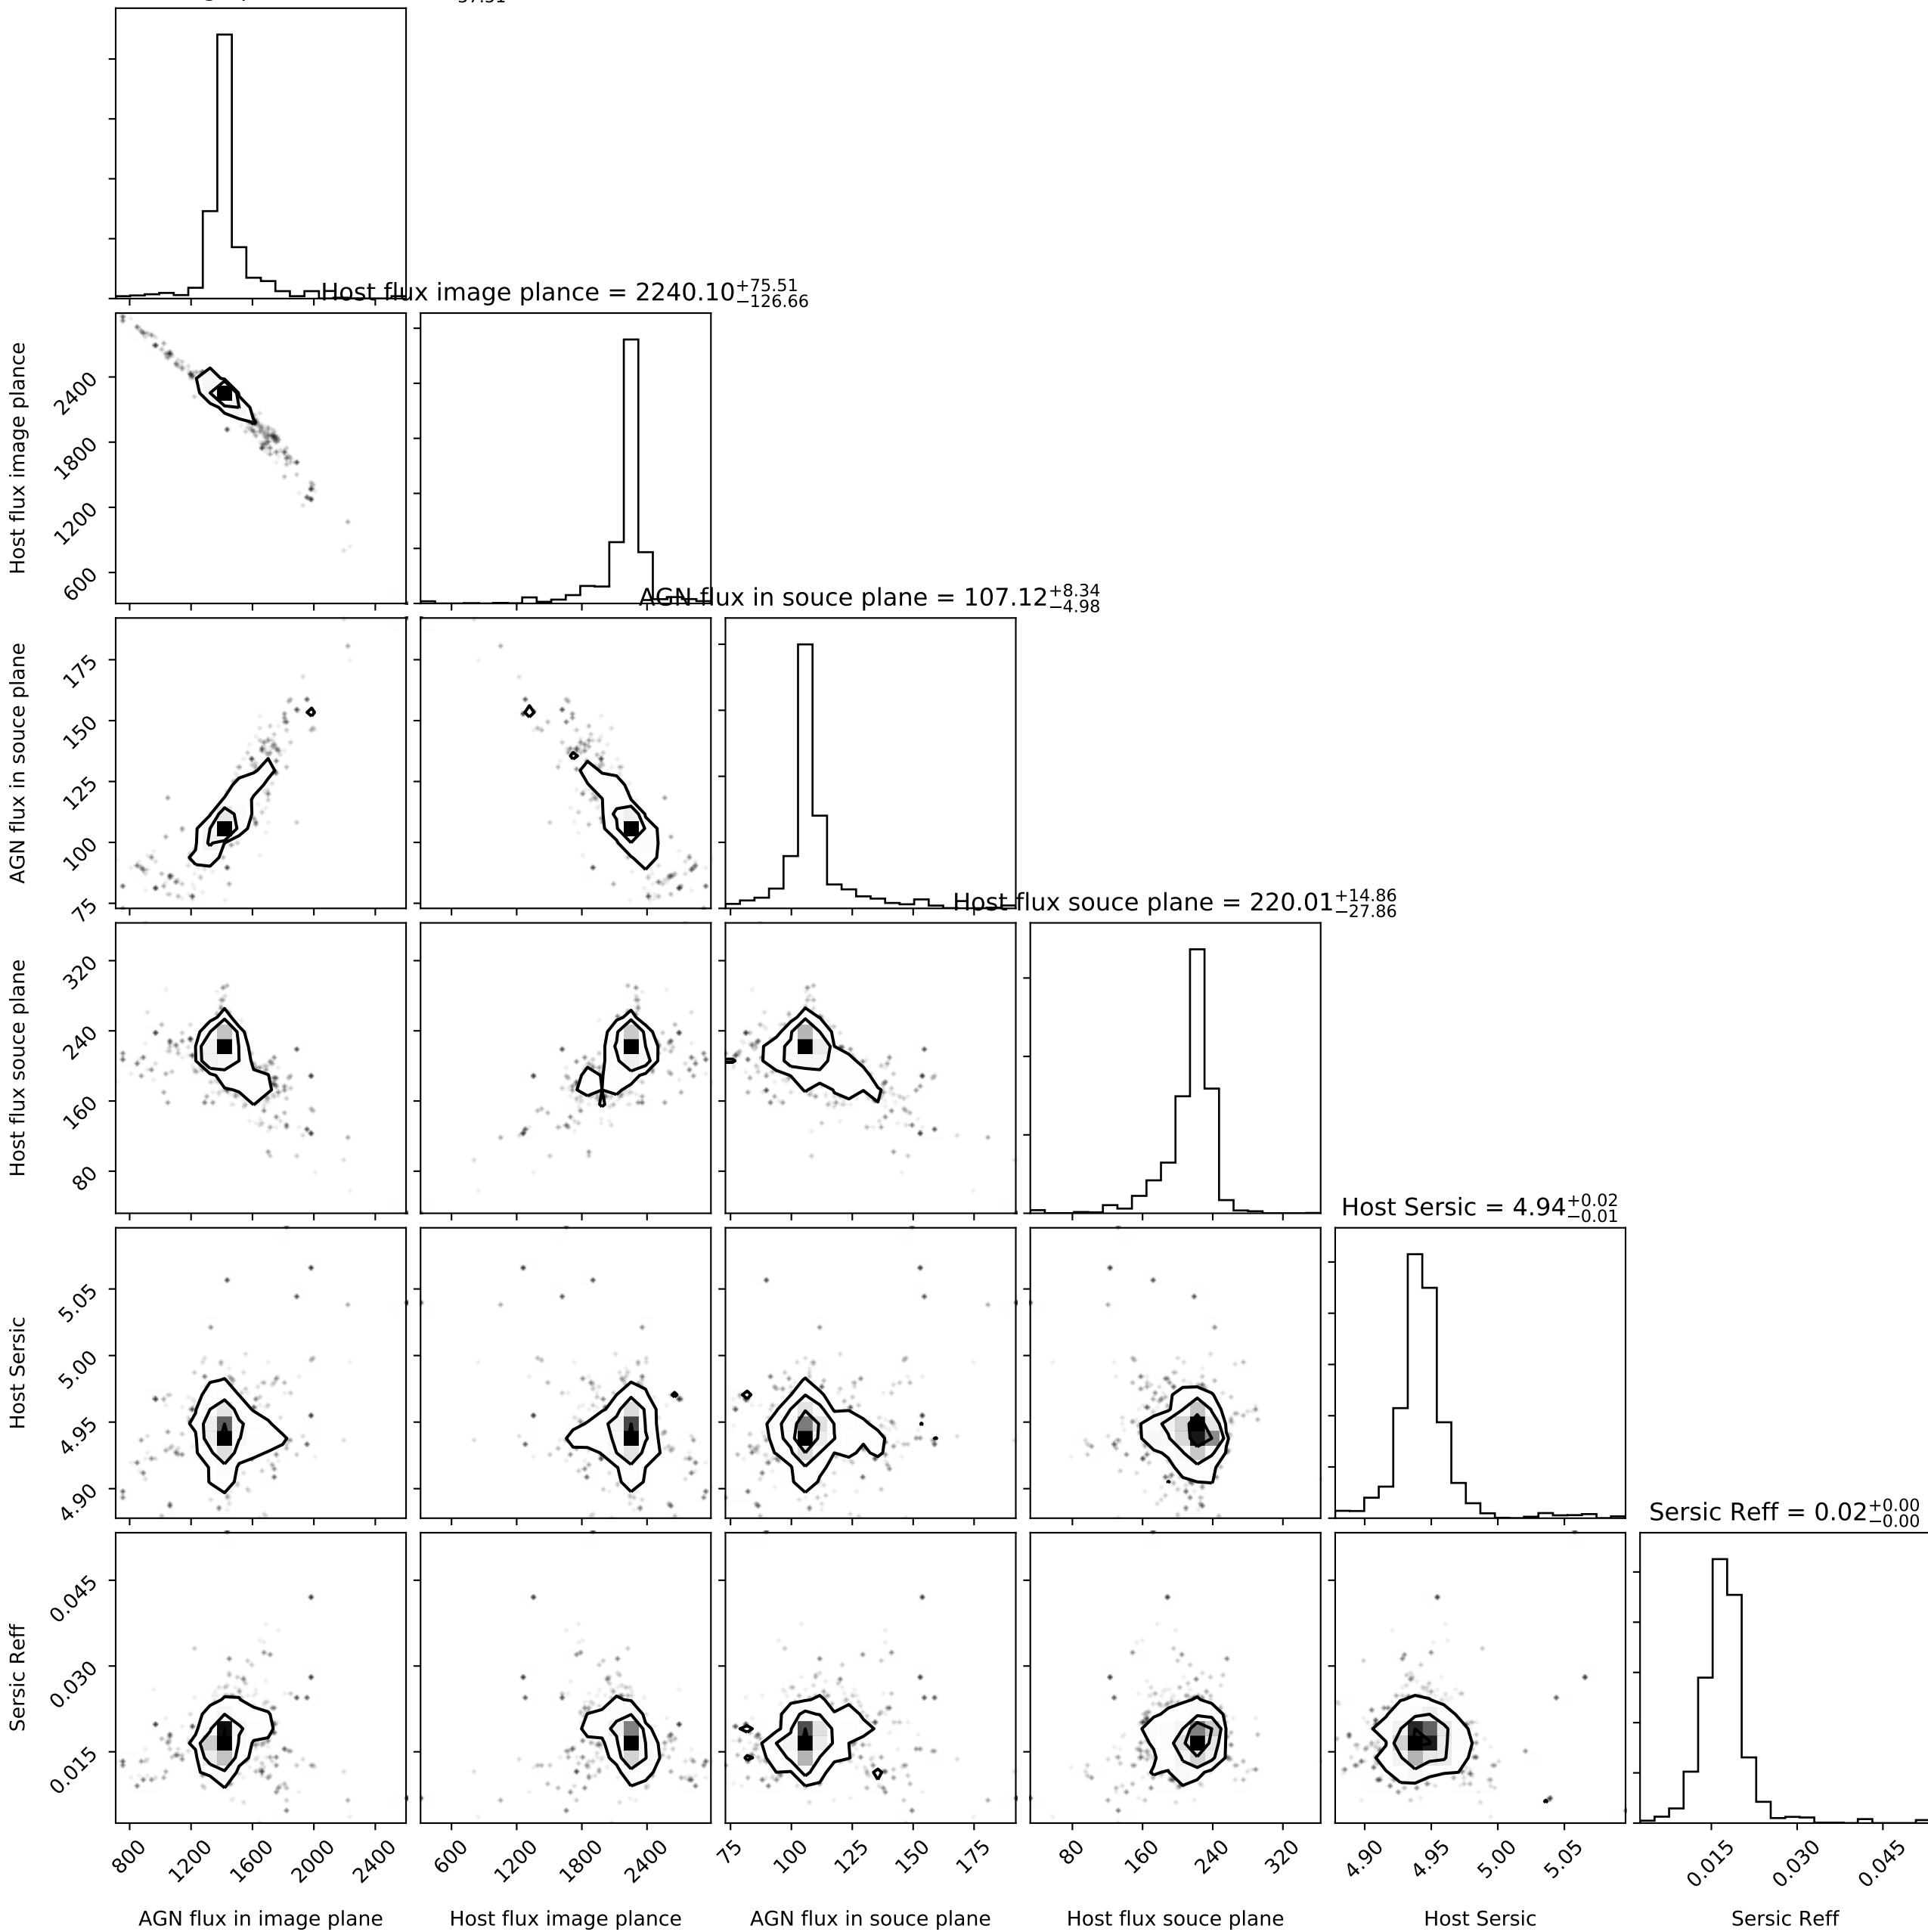 Host flux image plance = 2240.10 +75.51 −126.66
AGN flux in souce plane = 107.12 +8.34 −4.98
Host flux souce plane = 220.01 +14.86 −27.86
Host Sersic = 4.94 +0.02 −0.01
Sersic Reff = 0.02 +0.00 −0.00
Host flux image plance
2400
1800
1200
600
AGN flux in souce plane
175
150
125
100
75
Host flux souce plane
320
240
160
80
Host Sersic
5.05
5.00
4.95
4.90
Sersic Reff
0.045
0.030
0.015
800 1200 1600 2000 2400
600 1200 1800 2400
75 100 125 150 175
80 160 240 320
4.90 4.95 5.00 5.05
0.015 0.030 0.045
AGN flux in image plane
Host flux image plance
AGN flux in souce plane
Host flux souce plane
Host Sersic
Sersic Reff